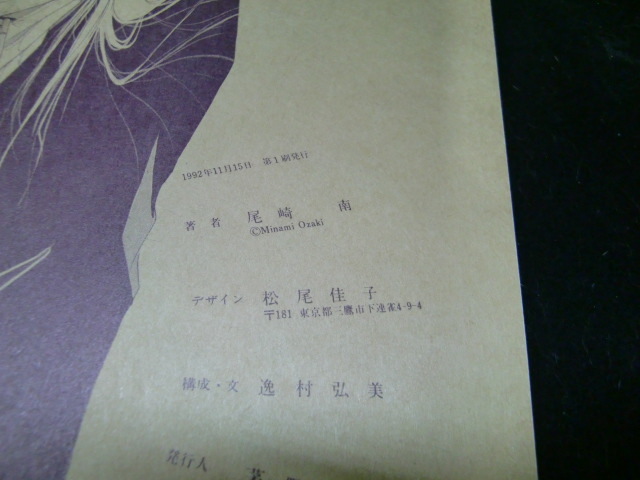 1992年11月15日 第1刷発行
著者 尾崎 南
©Minami Ozaki
デザイン 松尾佳子
〒181 東京都三鷹市下連雀4-9-4
構成・文 逸村弘美
発行人